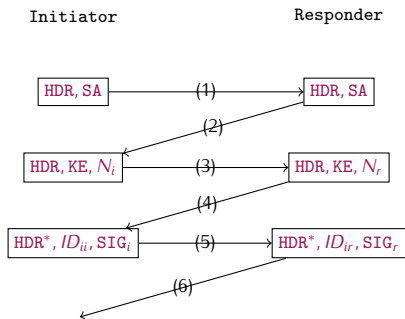 Initiator Responder
HDR, SA (1) HDR, SA
(2)
HDR, KE, N_i (3) HDR, KE, N_r
(4)
HDR*, ID_ii, SIG_i (5) HDR*, ID_ir, SIG_r
(6)